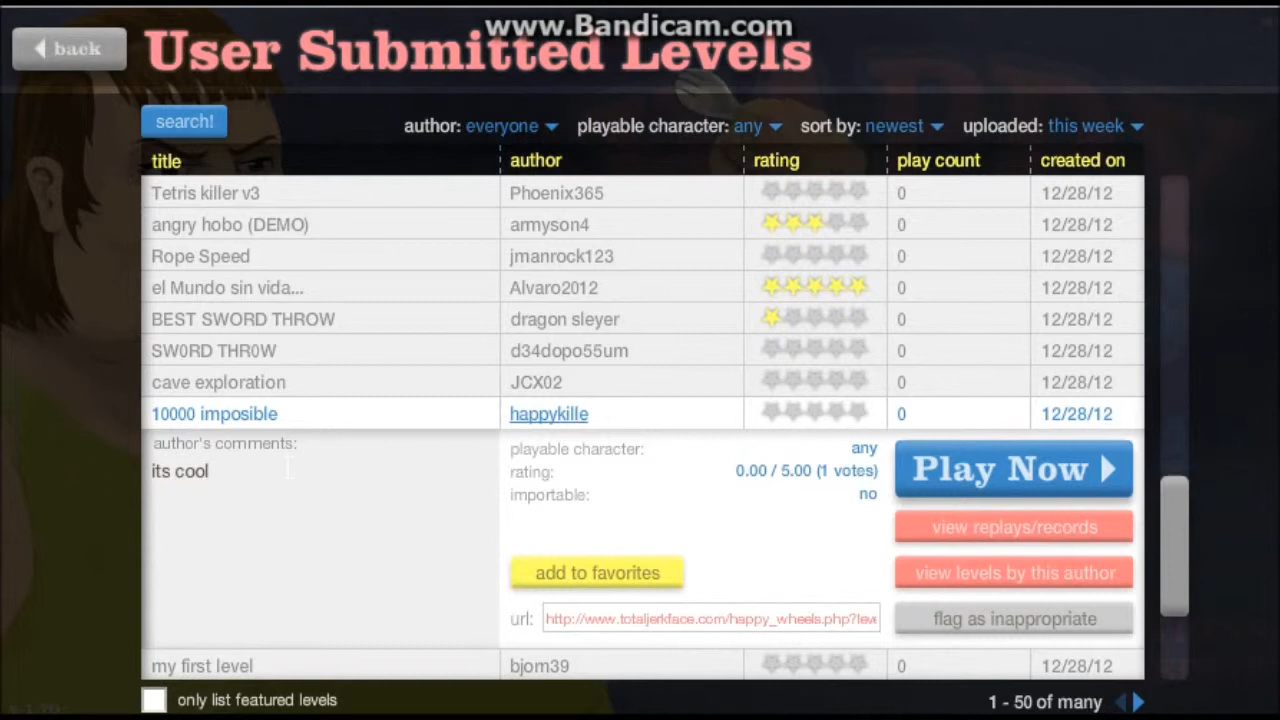 www.Bandicam.com
back
User Submitted Levels
search!
author: everyone playable character: any sort by: newest uploaded: this week
title author rating play count created on
Tetris killer v3 Phoenix365 0 12/28/12
angry hobo (DEMO) armyson4 0 12/28/12
Rope Speed jmanrock123 0 12/28/12
el Mundo sin vida... Alvaro2012 0 12/28/12
BEST SWORD THROW dragon sleyer 0 12/28/12
SW0RD THR0W d34dopo55um 0 12/28/12
cave exploration JCX02 0 12/28/12
10000 imposible happykille 0 12/28/12
author's comments:
its cool
playable character: any
rating: 0.00 / 5.00 (1 votes)
importable: no
Play Now
view replays/records
add to favorites
view levels by this author
url: http://www.totaljerkface.com/happy_wheels.php?leve
flag as inappropriate
my first level bjom39 0 12/28/12
only list featured levels
1 - 50 of many